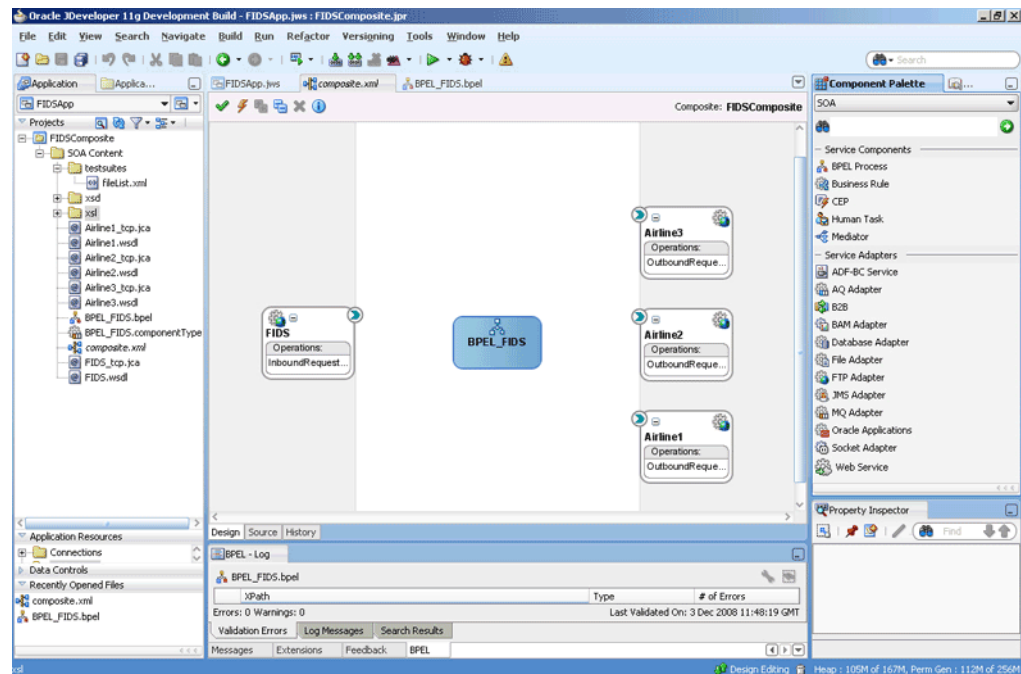 Oracle JDeveloper 11g Development Build - FIDSApp.jws : FIDSComposite.jpr
File Edit View Search Navigate Build Run Refactor Versioning Tools Window Help
Search
Application Applica...
FIDSApp
Projects
FIDSComposite
SOA Content
testsuites
fileList.xml
xsd
xsl
Airline1_tcp.jca
Airline1.wsdl
Airline2_tcp.jca
Airline2.wsdl
Airline3_tcp.jca
Airline3.wsdl
BPEL_FIDS.bpel
BPEL_FIDS.componentType
composite.xml
FIDS_tcp.jca
FIDS.wsdl
Application Resources
Connections
Data Controls
Recently Opened Files
composite.xml
BPEL_FIDS.bpel
FIDSApp.jws composite.xml BPEL_FIDS.bpel
Composite: FIDSComposite
FIDS
Operations:
InboundRequest...
BPEL_FIDS
Airline3
Operations:
OutboundReque...
Airline2
Operations:
OutboundReque...
Airline1
Operations:
OutboundReque...
Design Source History
BPEL - Log
BPEL_FIDS.bpel
XPath Type # of Errors
Errors: 0 Warnings: 0 Last Validated On: 3 Dec 2008 11:48:19 GMT
Validation Errors Log Messages Search Results
Messages Extensions Feedback BPEL
Component Palette
SOA
Service Components
BPEL Process
Business Rule
CEP
Human Task
Mediator
Service Adapters
ADF-BC Service
AQ Adapter
B2B
BAM Adapter
Database Adapter
File Adapter
FTP Adapter
JMS Adapter
MQ Adapter
Oracle Applications
Socket Adapter
Web Service
Property Inspector
Find
xsl Design Editing Heap : 105M of 167M, Perm Gen : 112M of 256M